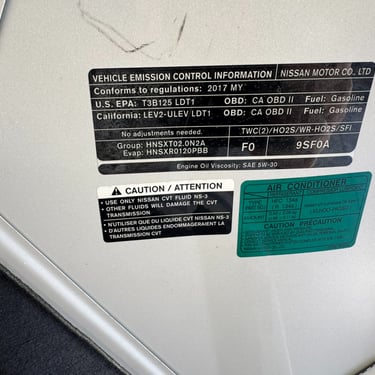 VEHICLE EMISSION CONTROL INFORMATION NISSAN MOTOR CO., LTD
Conforms to regulations: 2017 MY
U.S. EPA: T3B125 LDT1 OBD: CA OBD II Fuel: Gasoline
California: LEV2-ULEV LDT1 OBD: CA OBD II Fuel: Gasoline
No adjustments needed. TWC(2)/HO2S/WR-HO2S/SFI
Group: HNSXT02.0N2A
Evap: HNSXR0120PBB F0 9SF0A
Engine Oil Viscosity: SAE 5W-30
CAUTION / ATTENTION
• USE ONLY NISSAN CVT FLUID NS-3
• OTHER FLUIDS WILL DAMAGE THE CVT
TRANSMISSION
• N'UTILISER QUE DU LIQUIDE CVT NISSAN NS-3
• D'AUTRES LIQUIDES ENDOMMAGERAIENT LA
TRANSMISSION CVT
AIR CONDITIONER
CAUTION PRECAUTION